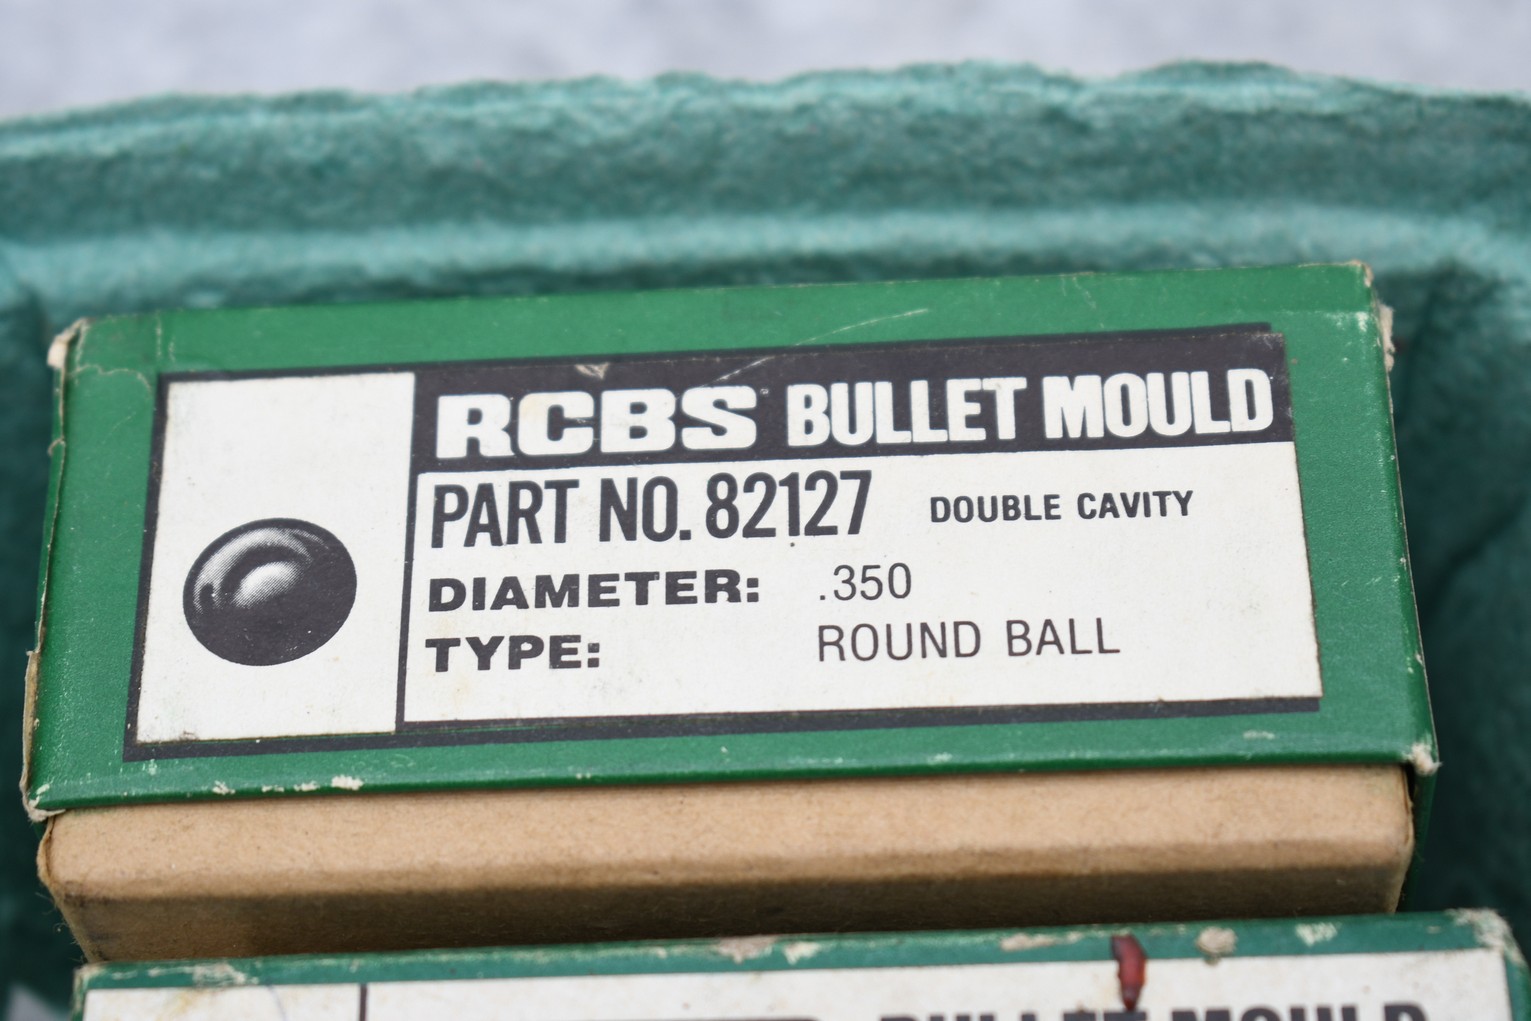 RCBS BULLET MOULD
PART NO. 82127 DOUBLE CAVITY
DIAMETER: .350
TYPE: ROUND BALL
BULLET MOULD